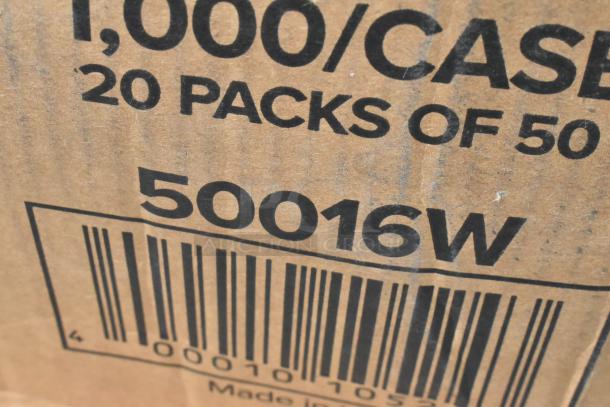 1,000/CASE
20 PACKS OF 50
50016W
4 00010 1052
Made in